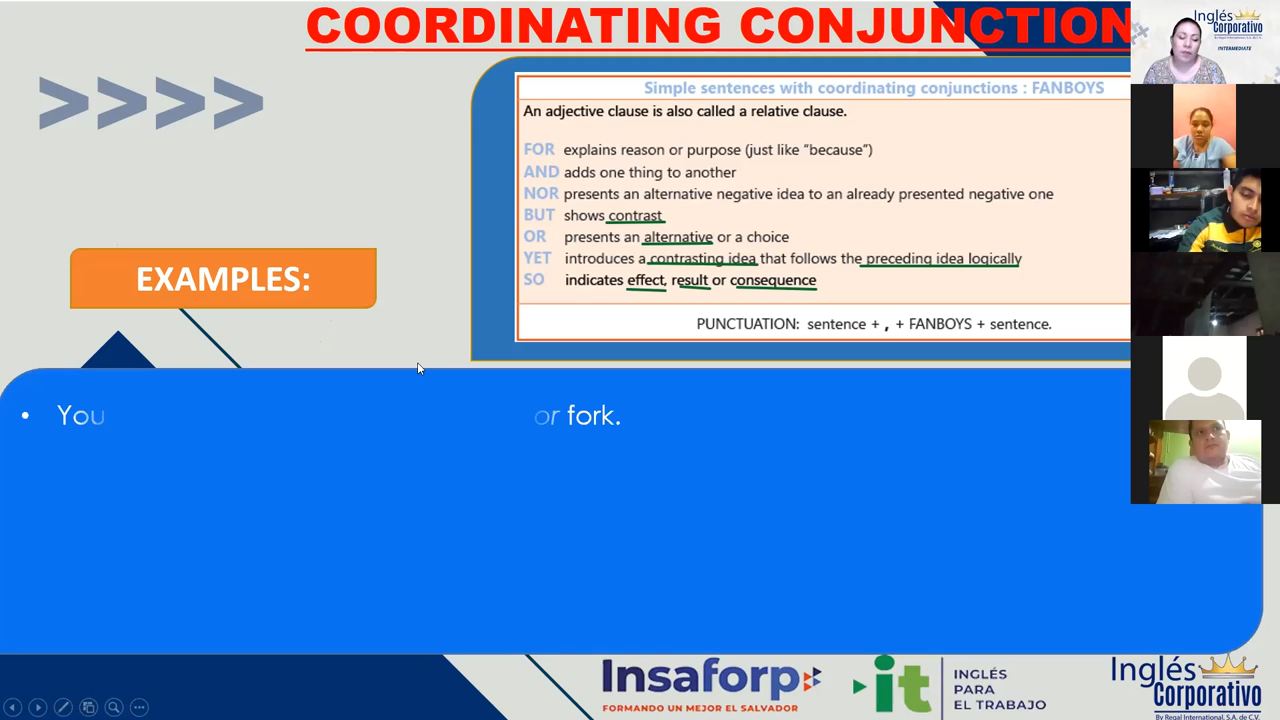 COORDINATING CONJUNCTION
Inglés
Corporativo
By Regal International, S.A. de C.V.
INTERMEDIATE
Simple sentences with coordinating conjunctions : FANBOYS
An adjective clause is also called a relative clause.
FOR explains reason or purpose (just like “because”)
AND adds one thing to another
NOR presents an alternative negative idea to an already presented negative one
BUT shows contrast
OR presents an alternative or a choice
YET introduces a contrasting idea that follows the preceding idea logically
SO indicates effect, result or consequence
PUNCTUATION: sentence + , + FANBOYS + sentence.
EXAMPLES:
• You or fork.
Insaforp
FORMANDO UN MEJOR EL SALVADOR
it
INGLÉS
PARA
EL TRABAJO
Inglés
Corporativo
By Regal International, S.A. de C.V.